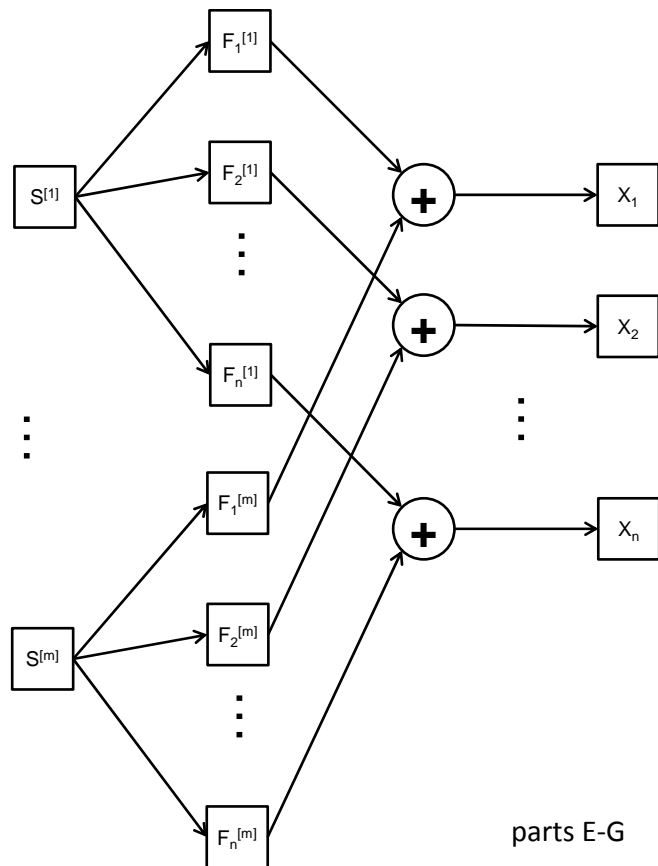 F₁[1]
S[1]
F₂[1]
+
X₁
⋮
+
X₂
Fₙ[1]
⋮
⋮
F₁[m]
+
Xₙ
S[m]
F₂[m]
⋮
Fₙ[m]
parts E-G